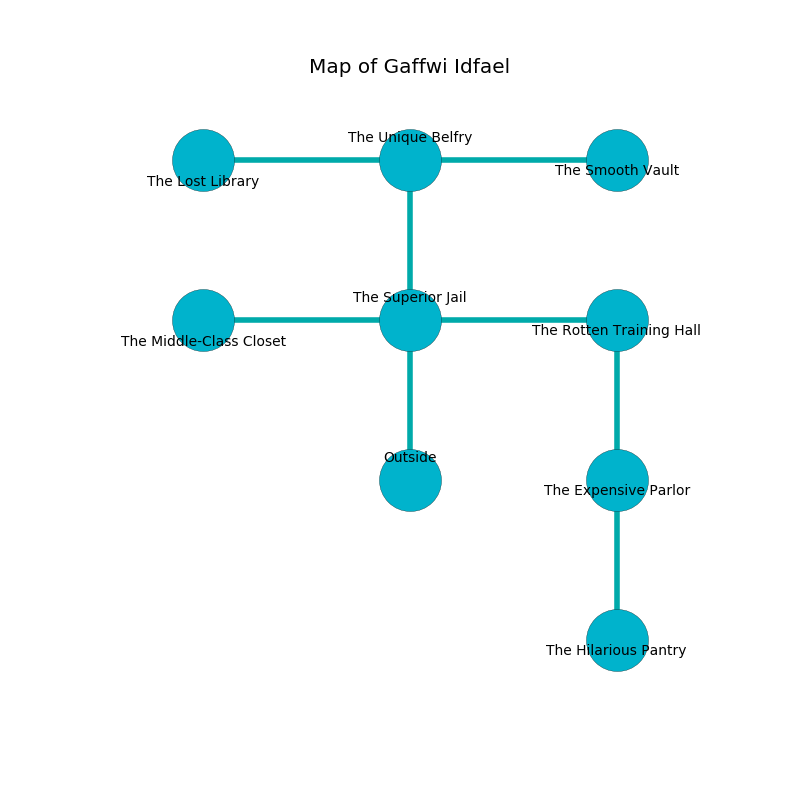 Map of Gaffwi Idfael
The Unique Belfry
The Smooth Vault
The Lost Library
The Superior Jail
The Rotten Training Hall
The Middle-Class Closet
Outside
The Expensive Parlor
The Hilarious Pantry